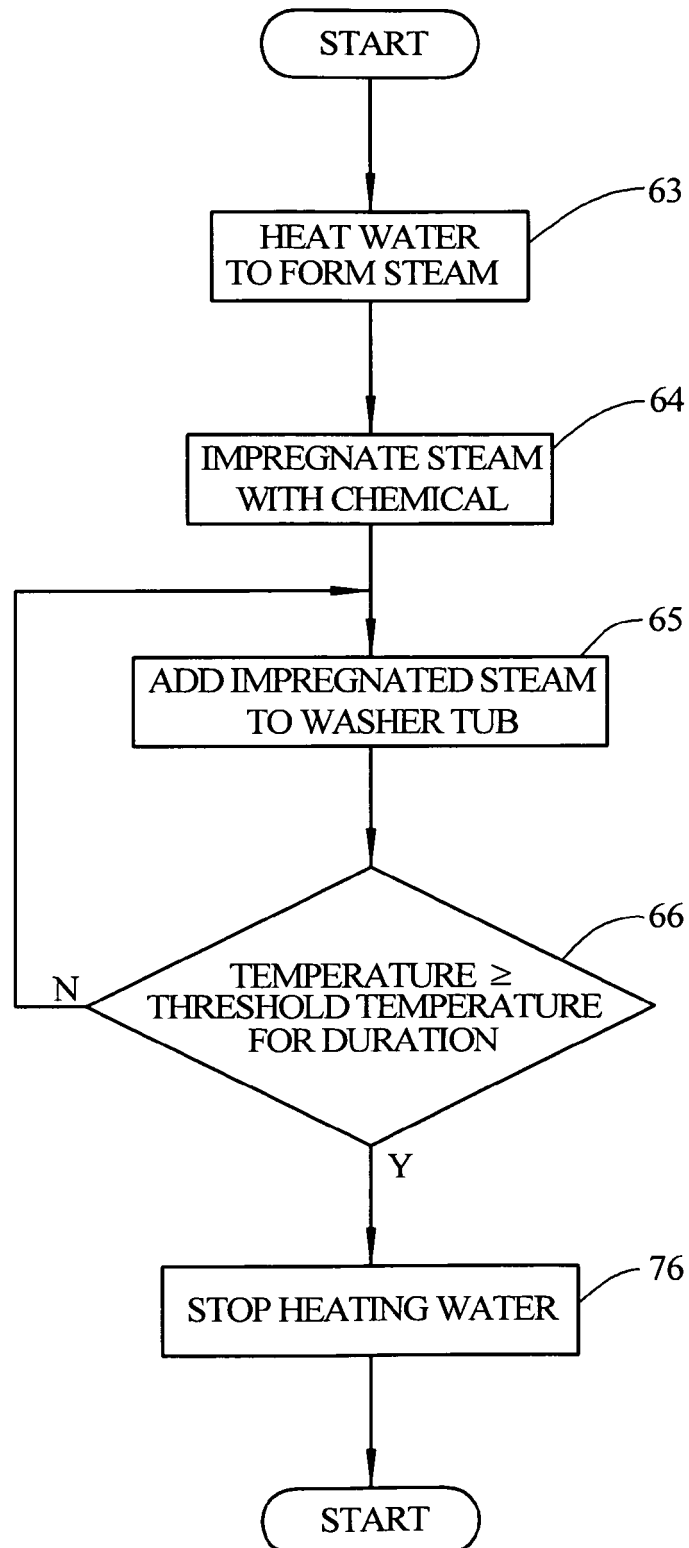 START
63
HEAT WATER
TO FORM STEAM
64
IMPREGNATE STEAM
WITH CHEMICAL
65
ADD IMPREGNATED STEAM
TO WASHER TUB
66
TEMPERATURE ≥
THRESHOLD TEMPERATURE
FOR DURATION
N
Y
76
STOP HEATING WATER
START